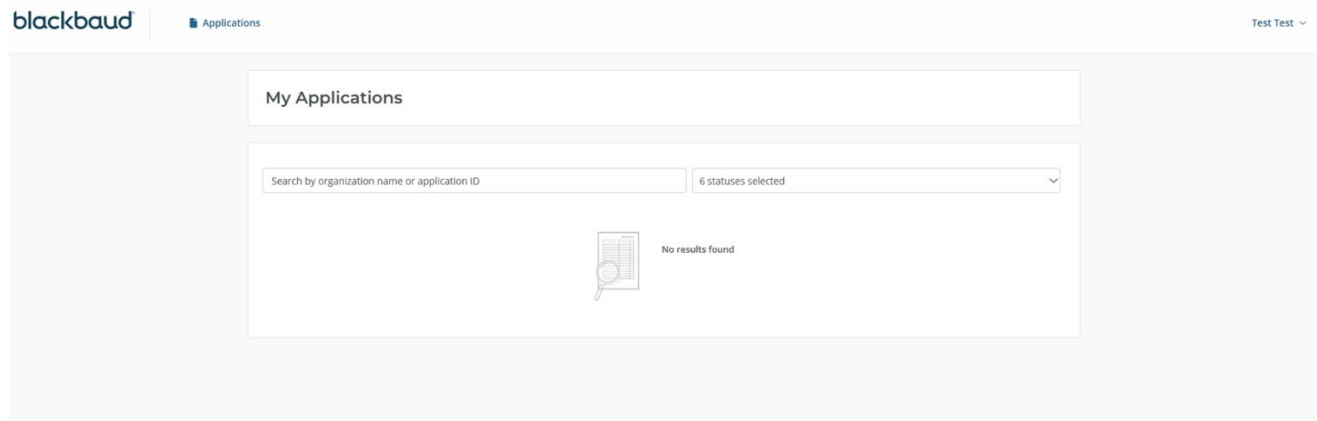 blackbaud
Applications
Test Test
My Applications
Search by organization name or application ID
6 statuses selected
No results found